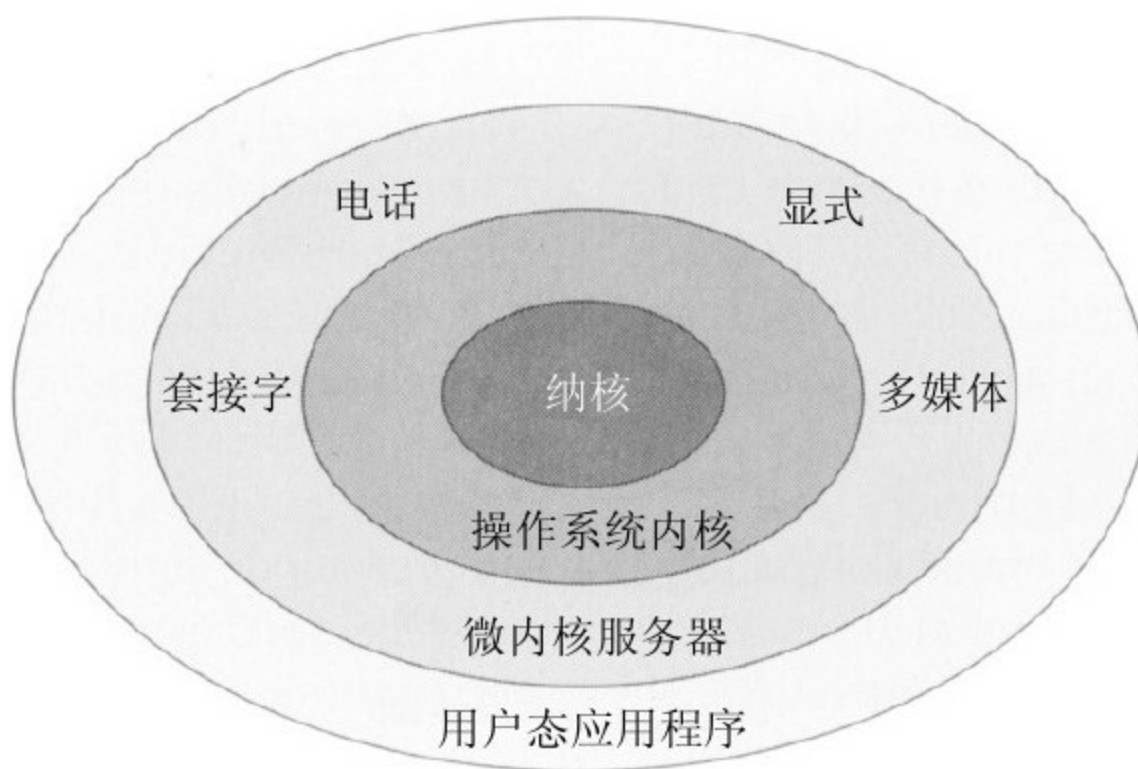 电话
显式
套接字
纳核
多媒体
操作系统内核
微内核服务器
用户态应用程序